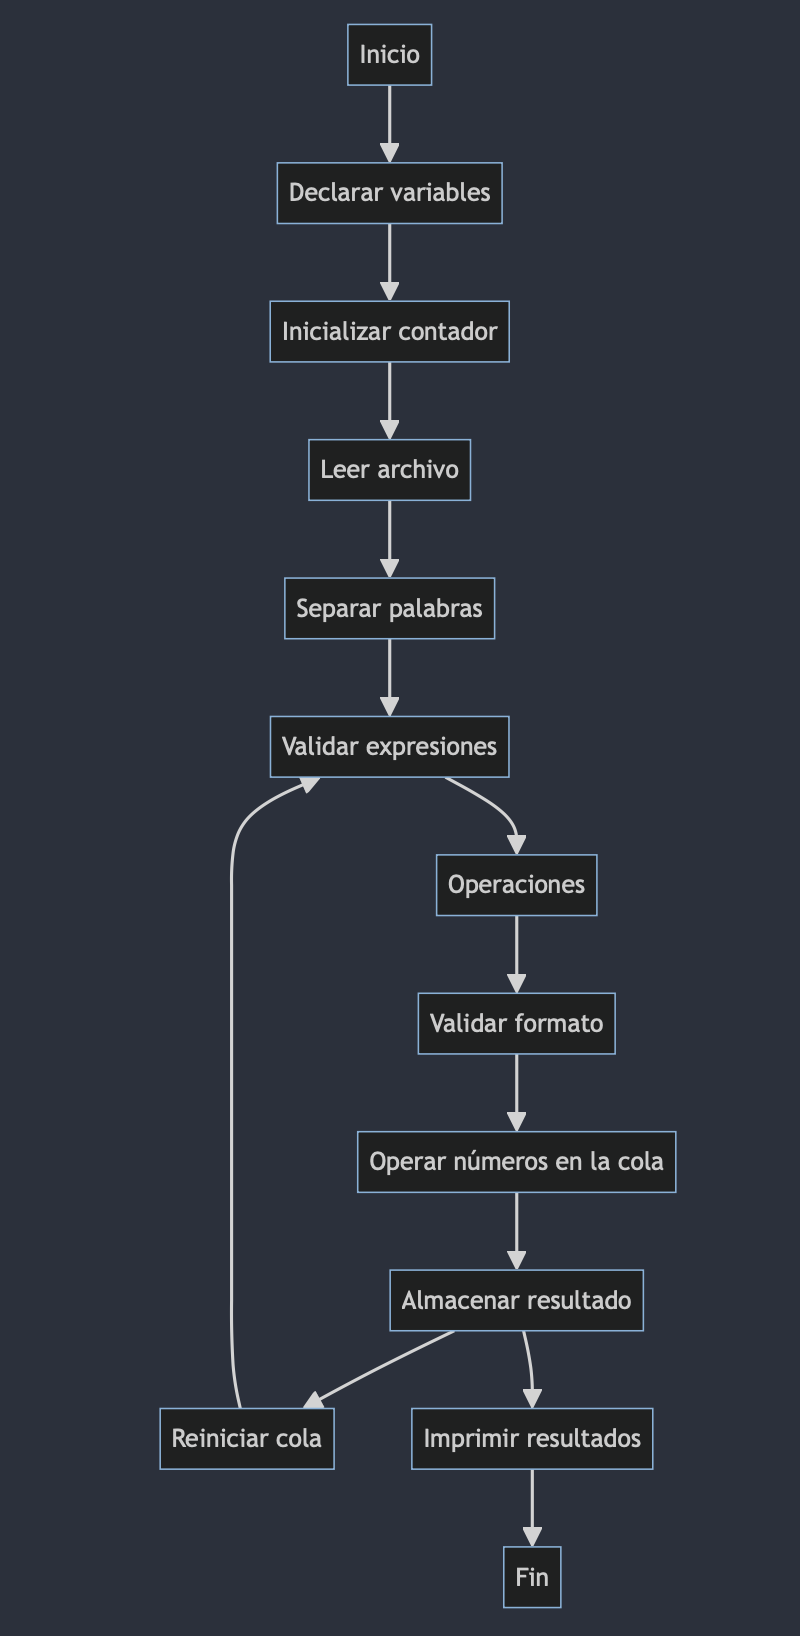 Inicio
Declarar variables
Inicializar contador
Leer archivo
Separar palabras
Validar expresiones
Operaciones
Validar formato
Operar números en la cola
Almacenar resultado
Reiniciar cola
Imprimir resultados
Fin